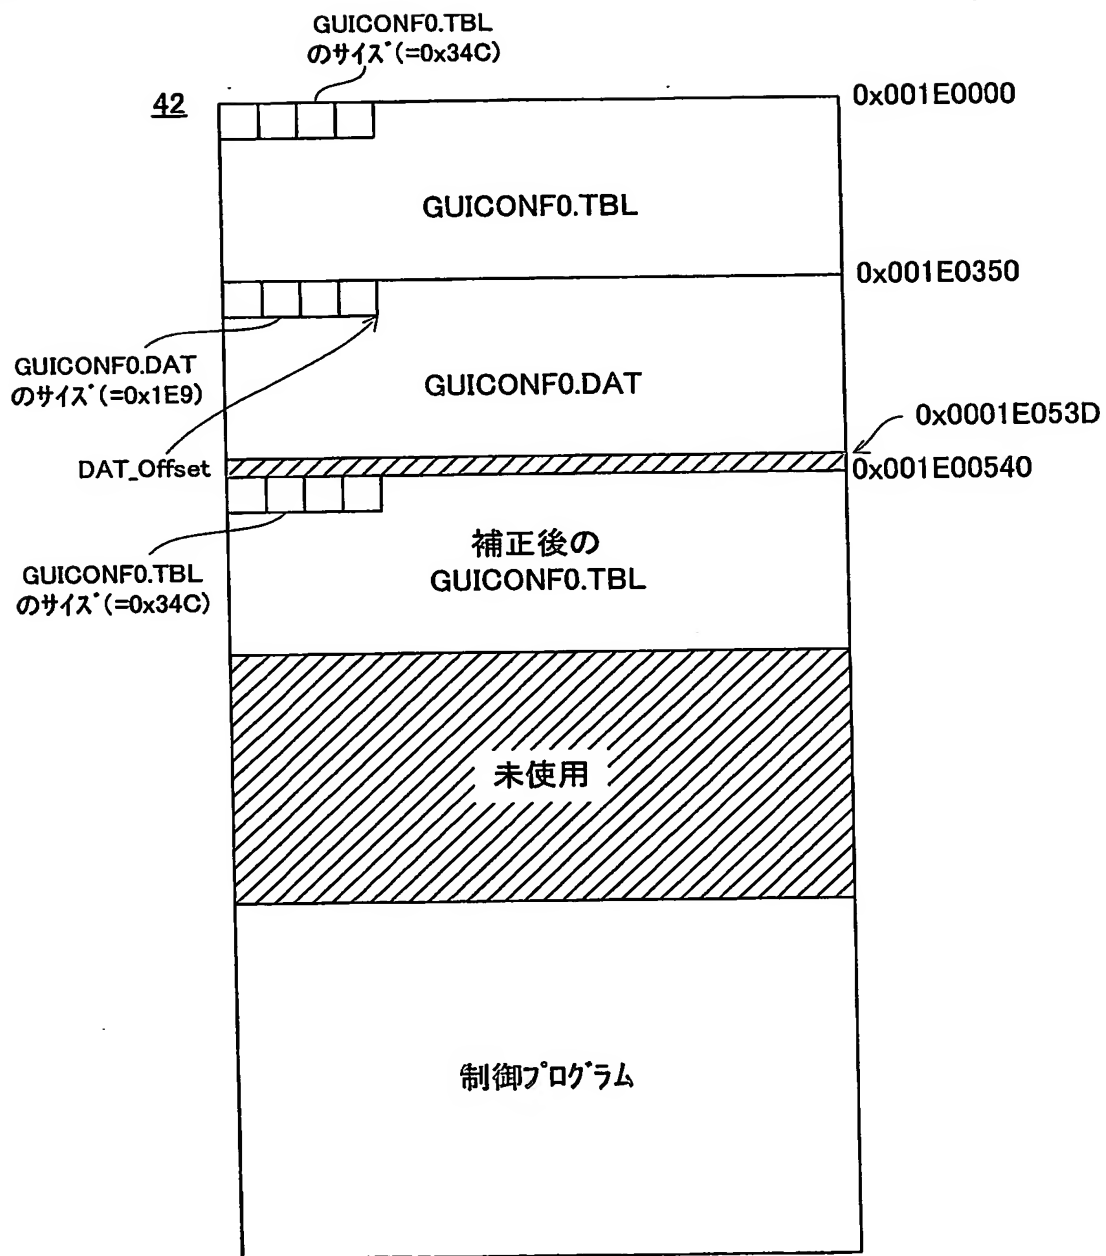 GUICONF0.TBL
のサイズ(=0x34C)
42
0x001E0000
GUICONF0.TBL
0x001E0350
GUICONF0.DAT
のサイズ(=0x1E9)
GUICONF0.DAT
0x0001E053D
DAT_Offset
0x001E00540
補正後の
GUICONF0.TBL
GUICONF0.TBL
のサイズ(=0x34C)
未使用
制御プログラム